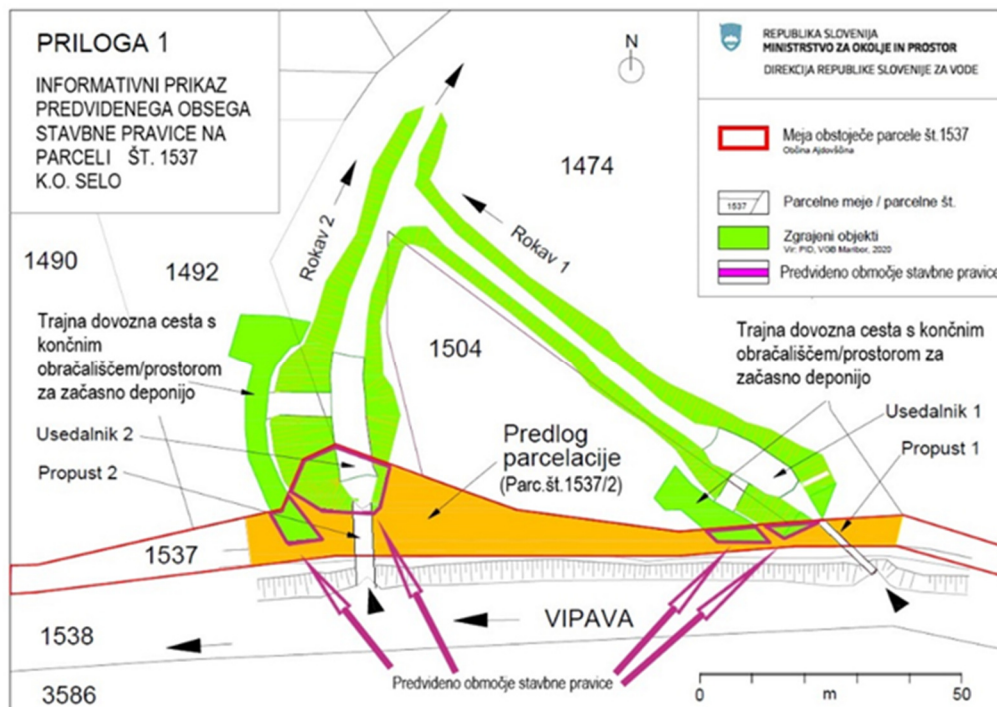 PRILOGA 1
INFORMATIVNI PRIKAZ
PREDVIDENEGA OBSEGA
STAVBNE PRAVICE NA
PARCELI ŠT. 1537
K.O. SELO
N
REPUBLIKA SLOVENIJA
MINISTRSTVO ZA OKOLJE IN PROSTOR
DIREKCIJA REPUBLIKE SLOVENIJE ZA VODE
Meja obstoječe parcele št.1537
Občina Ajdovščina
1537
Parcelne meje / parcelne št.
Zgrajeni objekti
Vir: PID, VGB Maribor, 2020
Predvideno območje stavbne pravice
1474
Rokav 2
Rokav 1
1490
1492
1504
Trajna dovozna cesta s
končnim
obračališčem/prostorom
za začasno deponijo
Usedalnik 2
Propust 2
Trajna dovozna cesta s končnim
obračališčem/prostorom za
začasno deponijo
Usedalnik 1
Propust 1
Predlog
parcelacije
(Parc.št.1537/2)
1537
1538
VIPAVA
3586
Predvideno območje stavbne pravice
0 m 50